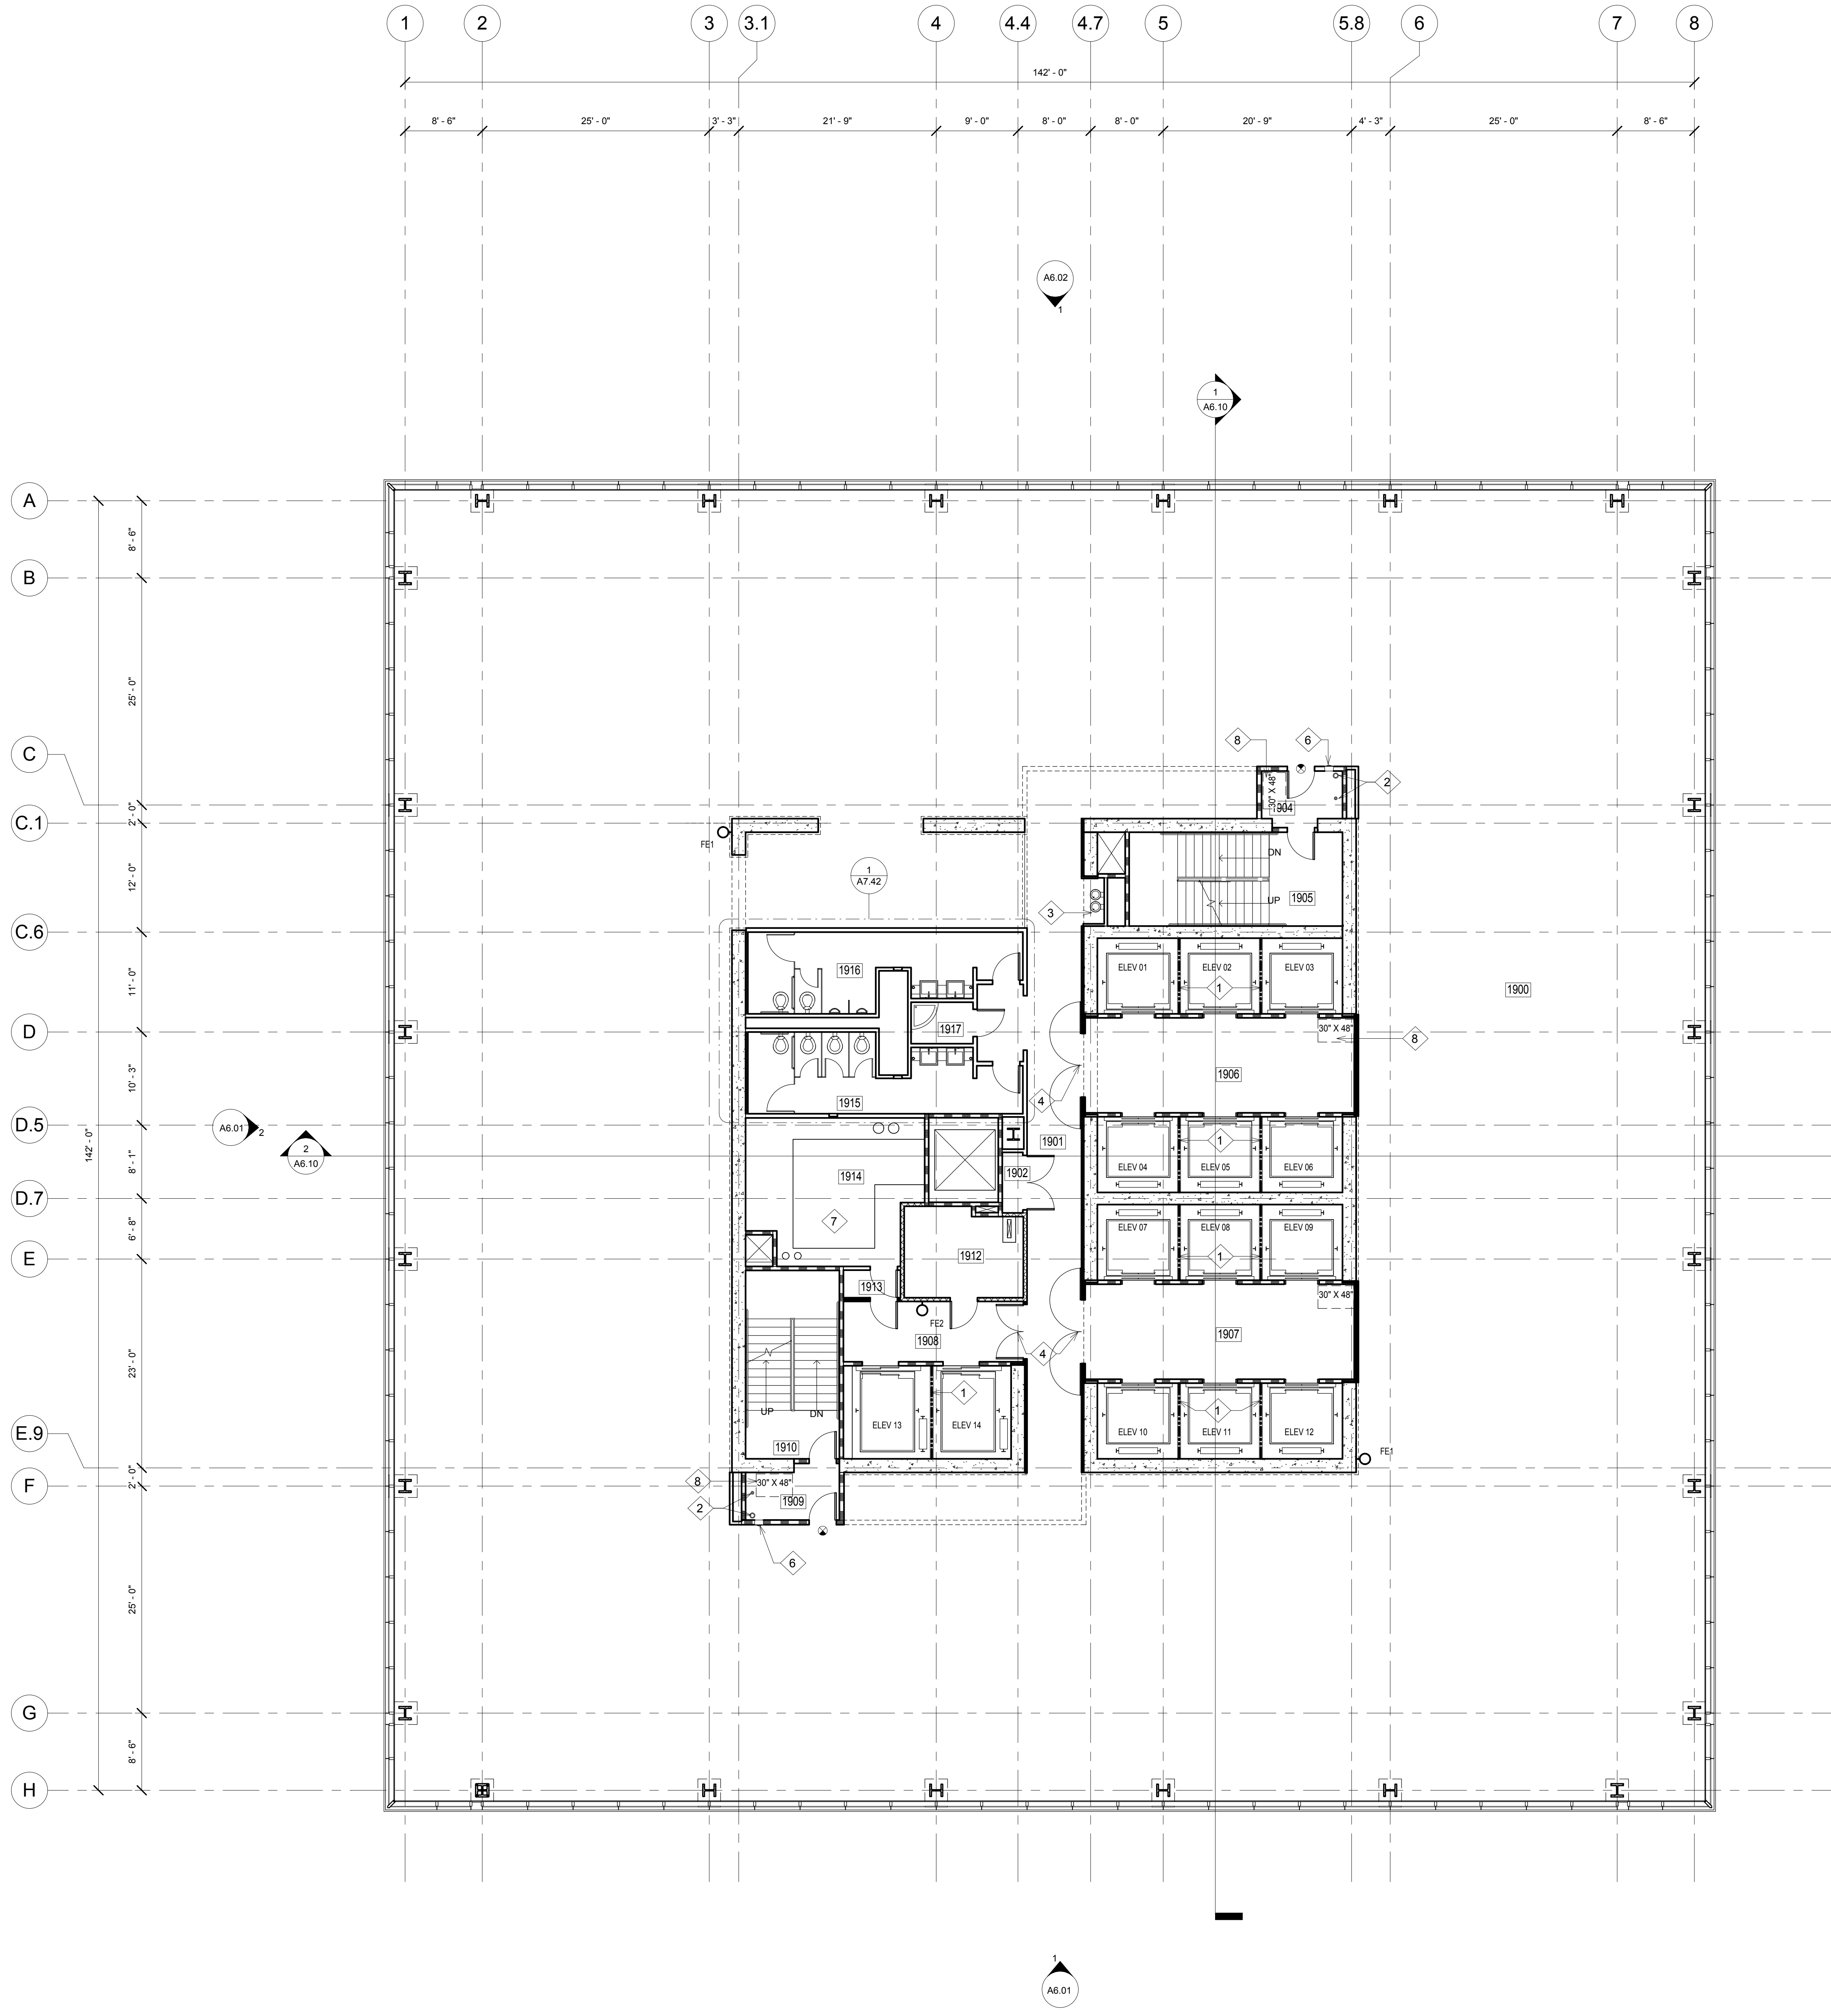 1 2 3 3.1 4 4.4 4.7 5 5.8 6 7 8
142' - 0"
8' - 6" 25' - 0" 3' - 3" 21' - 9" 9' - 0" 8' - 0" 8' - 0" 20' - 9" 4' - 3" 25' - 0" 8' - 6"
A6.02
1
1
A6.10
A
8' - 6"
B
25' - 0"
C
8 6
2
30" X 48"
1904
2' - 0"
C.1
FE1
DN
12' - 0"
1
A7.42
UP
1905
3
C.6
11' - 0"
1916
ELEV 01 ELEV 02 ELEV 03
1
1900
1917
D
30" X 48"
8
10' - 3"
1906
1915
4
D.5
A6.01
2
2
A6.10
142' - 0"
1901
1
8' - 1"
1914
1902
ELEV 04 ELEV 05 ELEV 06
D.7
7
6' - 8"
ELEV 07 ELEV 08 ELEV 09
E
1912
1
1913
30" X 48"
FE2
1908
1907
4
23' - 0"
1
UP DN
ELEV 13 ELEV 14
1
ELEV 10 ELEV 11 ELEV 12
E.9
1910
FE1
2' - 0"
F
8
30" X 48"
1909
2
6
25' - 0"
G
8' - 6"
H
1
A6.01